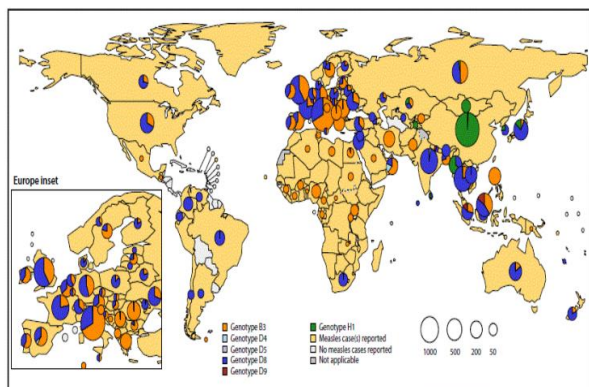 Europe inset
Genotype B3
Genotype D4
Genotype D5
Genotype D8
Genotype D9
Genotype H1
Measles case(s) reported
No measles cases reported
Not applicable
1000 500 200 50